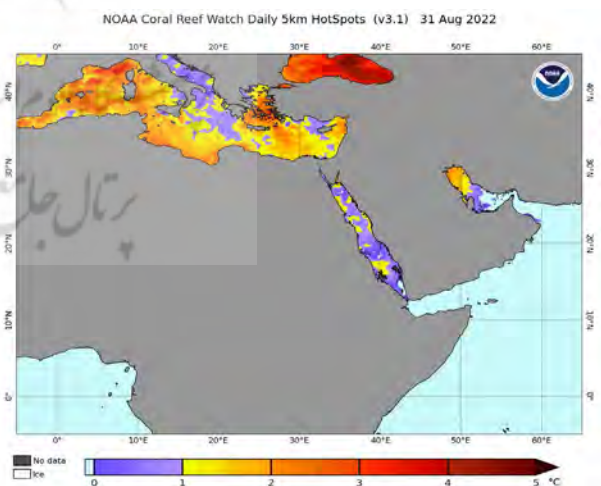 NOAA Coral Reef Watch Daily 5km HotSpots (v3.1) 31 Aug 2022
0° 10°E 20°E 30°E 40°E 50°E 60°E
NOAA
40°N 40°N
30°N 30°N
پرتال جا
20°N 20°N
10°N 10°N
0° 0°
0° 10°E 20°E 30°E 40°E 50°E 60°E
No data
Ice
0 1 2 3 4 5 °C